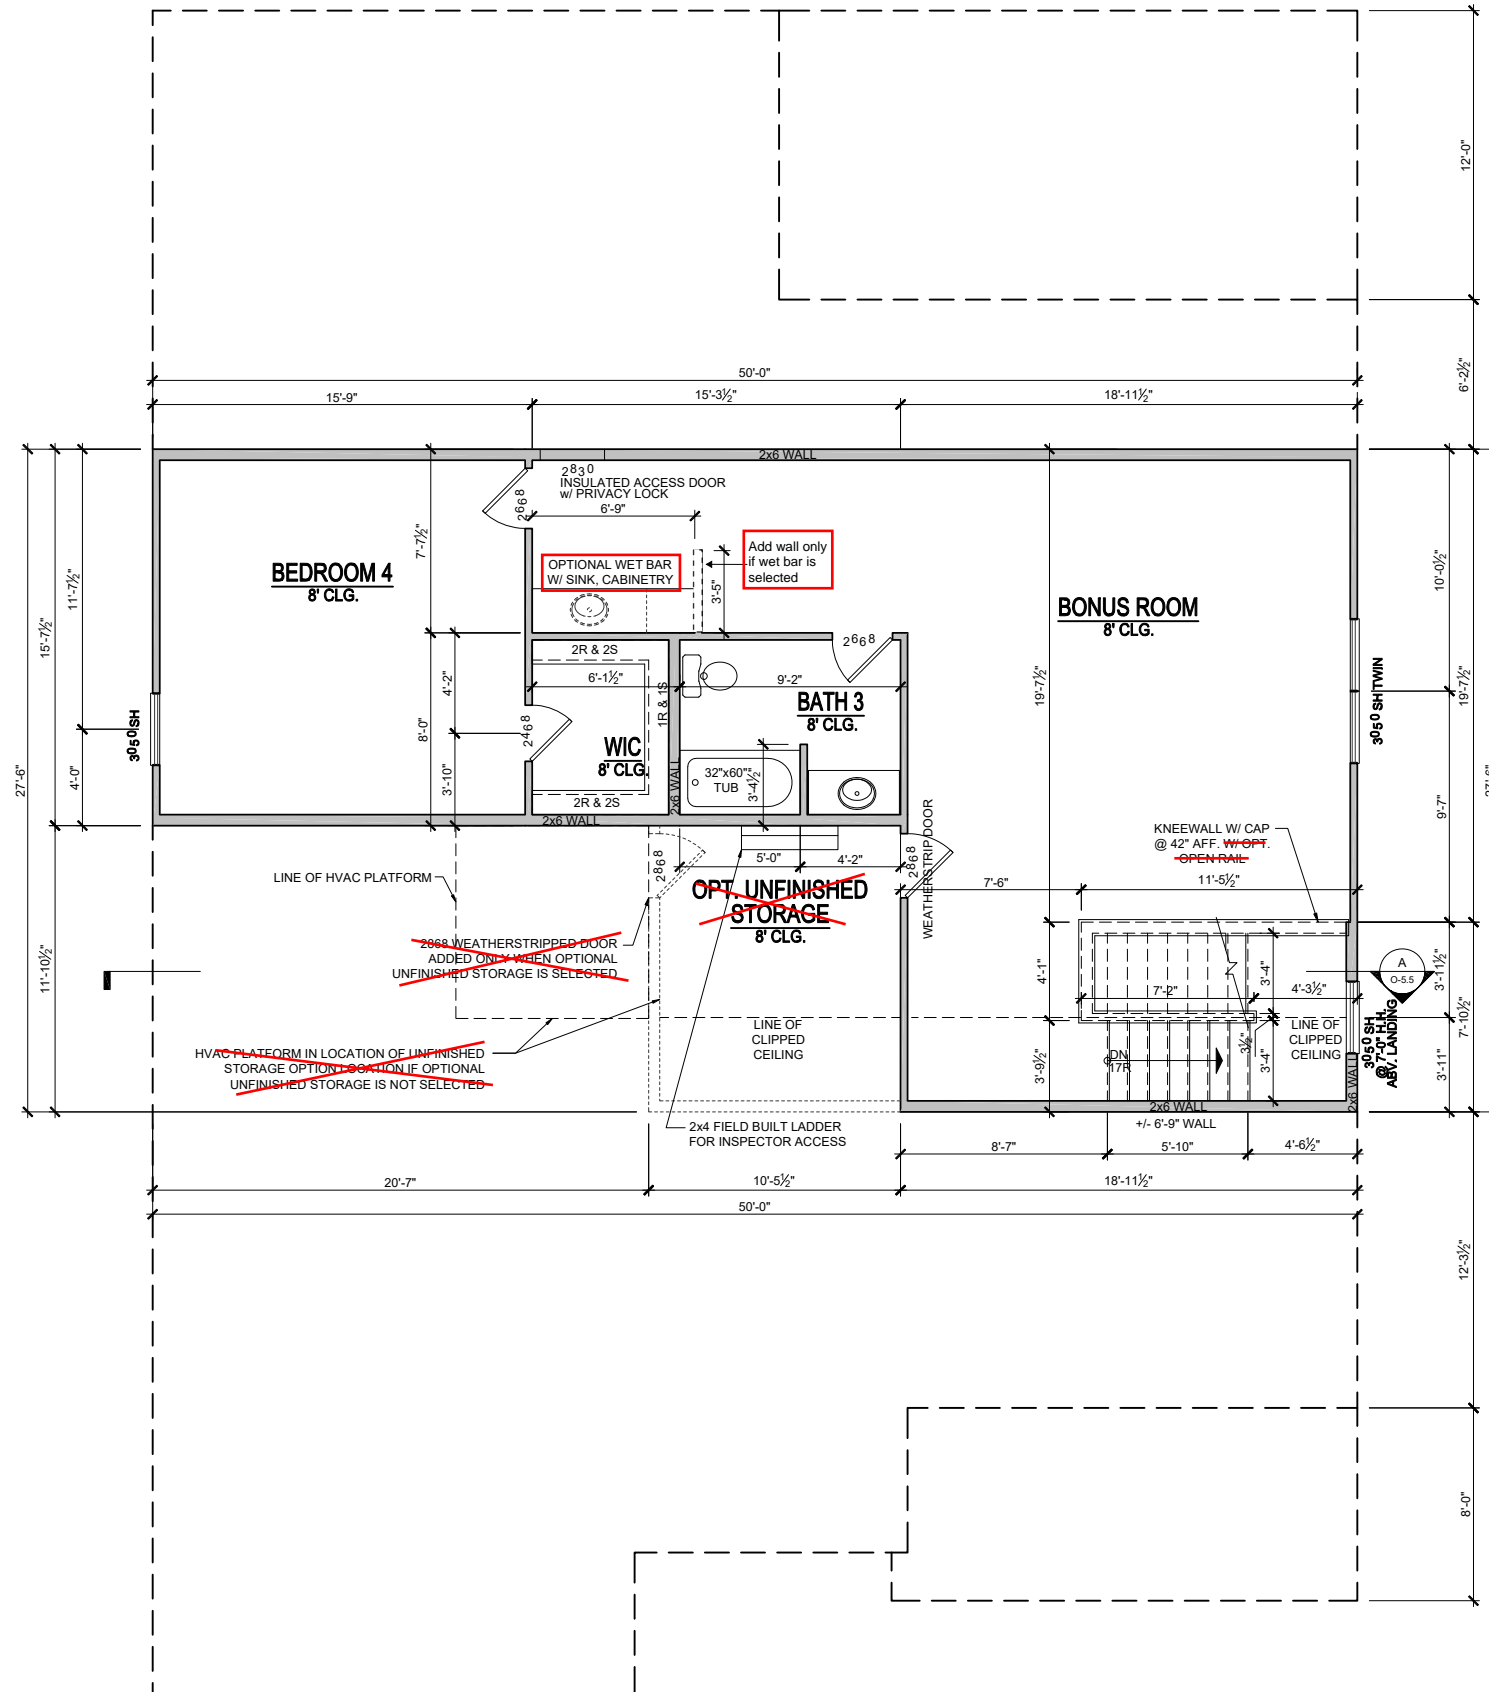 12'-0"
6'-2½"
50'-0"
15'-9"
15'-3½"
18'-11½"
2x6 WALL
2830
INSULATED ACCESS DOOR
w/ PRIVACY LOCK
2668
6'-9"
7'-7½"
OPTIONAL WET BAR
W/ SINK, CABINETRY
Add wall only
if wet bar is
selected
3'-5"
BEDROOM 4
8' CLG.
BONUS ROOM
8' CLG.
10'-0½"
11'-7½"
15'-7½"
27'-6"
4'-0"
3050 SH
2R & 2S
6'-1½"
1R & 1S
9'-2"
2668
BATH 3
8' CLG.
4'-2"
8'-0"
3'-10"
2468
WIC
8' CLG.
2R & 2S
2x6 WALL
32"x60"
TUB
3'-4½"
19'-7½"
3050 SH TWIN
19'-7½"
27'-6"
9'-7"
2x6 WALL
2868
5'-0"
4'-2"
2868
WEATHERSTRIP DOOR
KNEEWALL W/ CAP
@ 42" AFF. W/ OPT.
OPEN RAIL
7'-6"
11'-5½"
LINE OF HVAC PLATFORM
OPT. UNFINISHED
STORAGE
8' CLG.
2868 WEATHERSTRIPPED DOOR
ADDED ONLY WHEN OPTIONAL
UNFINISHED STORAGE IS SELECTED
11'-10½"
4'-1"
7'-2"
3'-4"
4'-3½"
A
O-5.5
3'-11½"
7'-10½"
3'-11"
LINE OF
CLIPPED
CEILING
LINE OF
CLIPPED
CEILING
3½"
3'-4"
3'-9½"
DN
17R
3050 SH
@ 7'-0" H.H.
ABV. LANDING
2x6 WALL
HVAC PLATFORM IN LOCATION OF UNFINISHED
STORAGE OPTION LOCATION IF OPTIONAL
UNFINISHED STORAGE IS NOT SELECTED
2x6 WALL
+/- 6'-9" WALL
2x4 FIELD BUILT LADDER
FOR INSPECTOR ACCESS
8'-7"
5'-10"
4'-6½"
20'-7"
10'-5½"
18'-11½"
50'-0"
12'-3½"
8'-0"